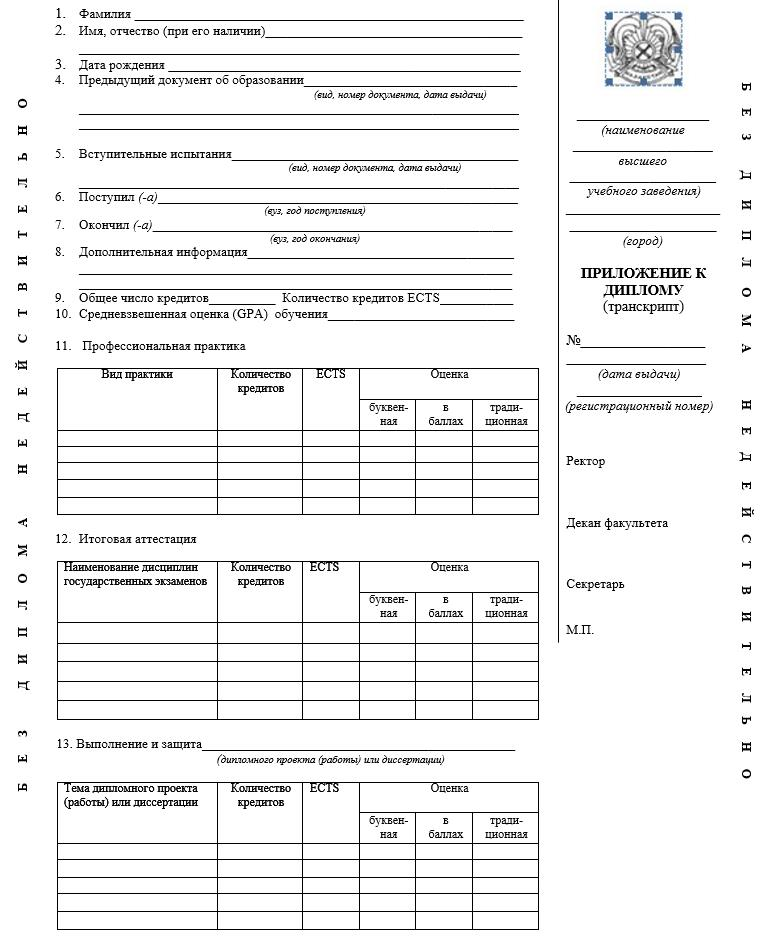 1. Фамилия
2. Имя, отчество (при его наличии)
3. Дата рождения
4. Предыдущий документ об образовании
(вид, номер документа, дата выдачи)
5. Вступительные испытания
(вид, номер документа, дата выдачи)
6. Поступил (-а)
(вуз, год поступления)
7. Окончил (-а)
(вуз, год окончания)
8. Дополнительная информация
9. Общее число кредитов Количество кредитов ECTS
10. Средневзвешенная оценка (GPA) обучения
11. Профессиональная практика
Вид практики Количество ECTS Оценка
кредитов
буквен- в тради-
ная баллах ционная
12. Итоговая аттестация
Наименование дисциплин Количество ECTS Оценка
государственных экзаменов кредитов
буквен- в тради-
ная баллах ционная
13. Выполнение и защита
(дипломного проекта (работы) или диссертации)
Тема дипломного проекта Количество ECTS Оценка
(работы) или диссертации кредитов
буквен- в тради-
ная баллах ционная
(наименование
высшего
учебного заведения)
(город)
ПРИЛОЖЕНИЕ К
ДИПЛОМУ
(транскрипт)
№
(дата выдачи)
(регистрационный номер)
Ректор
Декан факультета
Секретарь
М.П.
БЕЗ ДИПЛОМА НЕДЕЙСТВИТЕЛЬНО
БЕЗ ДИПЛОМА НЕДЕЙСТВИТЕЛЬНО